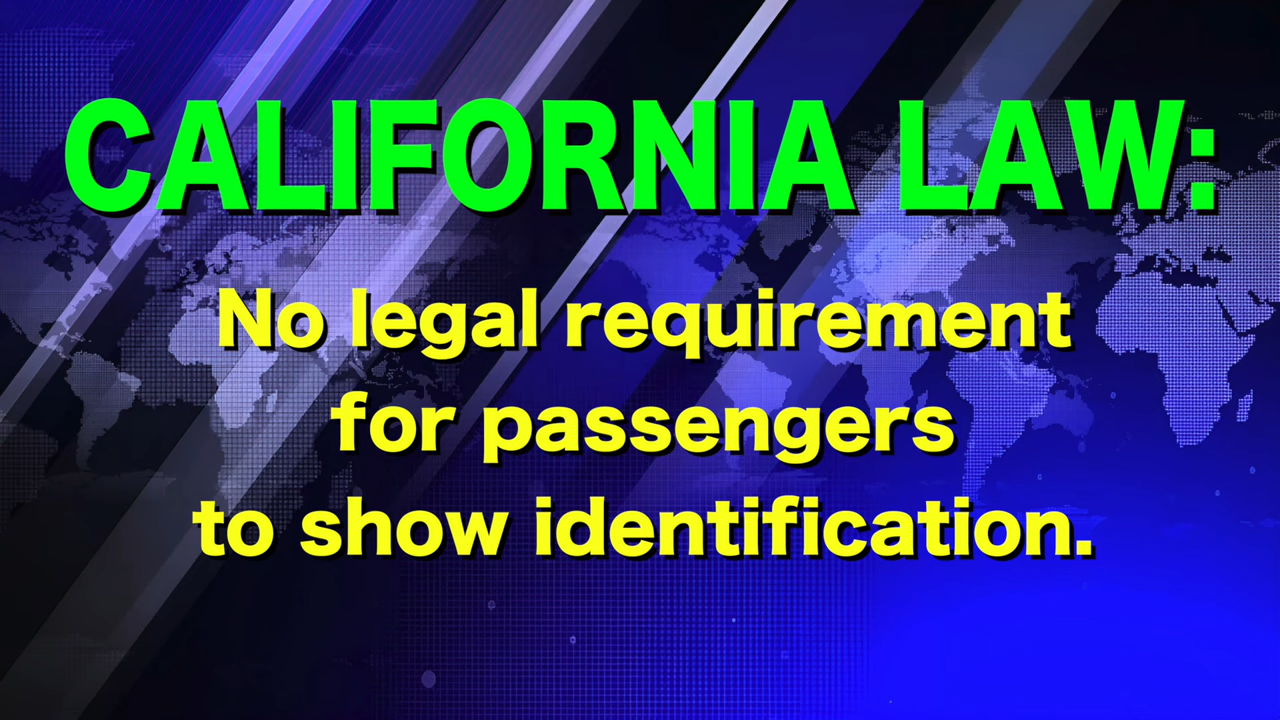 CALIFORNIA LAW:
No legal requirement
for passengers
to show identification.